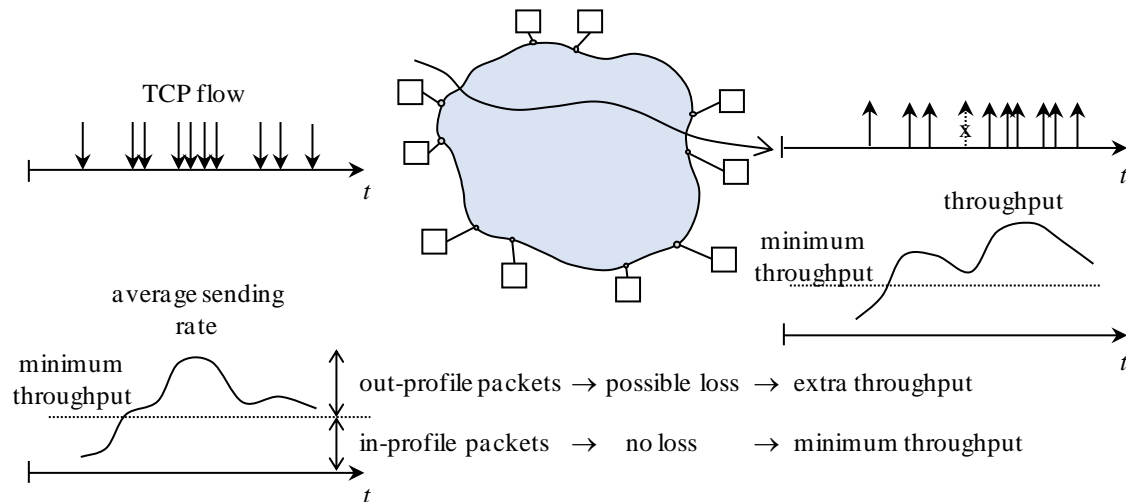 TCP flow
t
x
t
throughput
minimum
throughput
t
average sending
rate
minimum
throughput
t
out-profile packets → possible loss → extra throughput
in-profile packets → no loss → minimum throughput